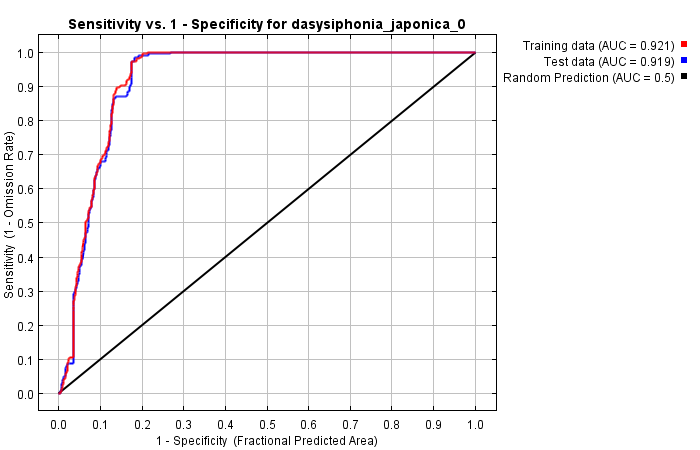 Sensitivity vs. 1 - Specificity for dasysiphonia_japonica_0
Training data (AUC = 0.921)
Test data (AUC = 0.919)
Random Prediction (AUC = 0.5)
Sensitivity (1 - Omission Rate)
1.0
0.9
0.8
0.7
0.6
0.5
0.4
0.3
0.2
0.1
0.0
0.0 0.1 0.2 0.3 0.4 0.5 0.6 0.7 0.8 0.9 1.0
1 - Specificity (Fractional Predicted Area)